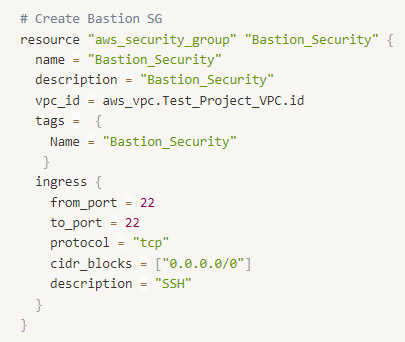 # Create Bastion SG
resource "aws_security_group" "Bastion_Security" {
  name = "Bastion_Security"
  description = "Bastion_Security"
  vpc_id = aws_vpc.Test_Project_VPC.id
  tags =  {
    Name = "Bastion_Security"
   }
  ingress {
    from_port = 22
    to_port = 22
    protocol = "tcp"
    cidr_blocks = ["0.0.0.0/0"]
    description = "SSH"
  }
}